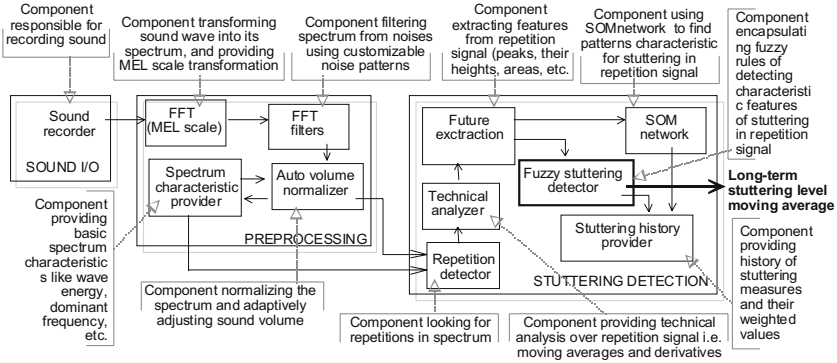 Component
responsible for
recording sound
Component transforming
sound wave into its
spectrum, and providing
MEL scale transformation
Component filtering
spectrum from noises
using customizable
noise patterns
Component
extracting features
from repetition
signal (peaks, their
heights, areas, etc.
Component using
SOMnetwork to find
patterns characteristic
for stuttering in
repetition signal
Component
encapsulati
ng fuzzy
rules of
detecting
characteristi
c features
of stuttering
in repetition
signal
Sound
recorder
SOUND I/O
FFT
(MEL scale)
FFT
filters
Spectrum
characteristic
provider
Auto volume
normalizer
PREPROCESSING
Future
exctraction
SOM
network
Fuzzy stuttering
detector
Technical
analyzer
Stuttering history
provider
Repetition
detector
STUTTERING DETECTION
Long-term
stuttering level
moving average
Component
providing
basic
spectrum
characteristic
s like wave
energy,
dominant
frequency,
etc.
Component normalizing the
spectrum and adaptively
adjusting sound volume
Component looking for
repetitions in spectrum
Component providing technical
analysis over repetition signal i.e.
moving averages and derivatives
Component
providing
history of
stuttering
measures
and their
weighted
values